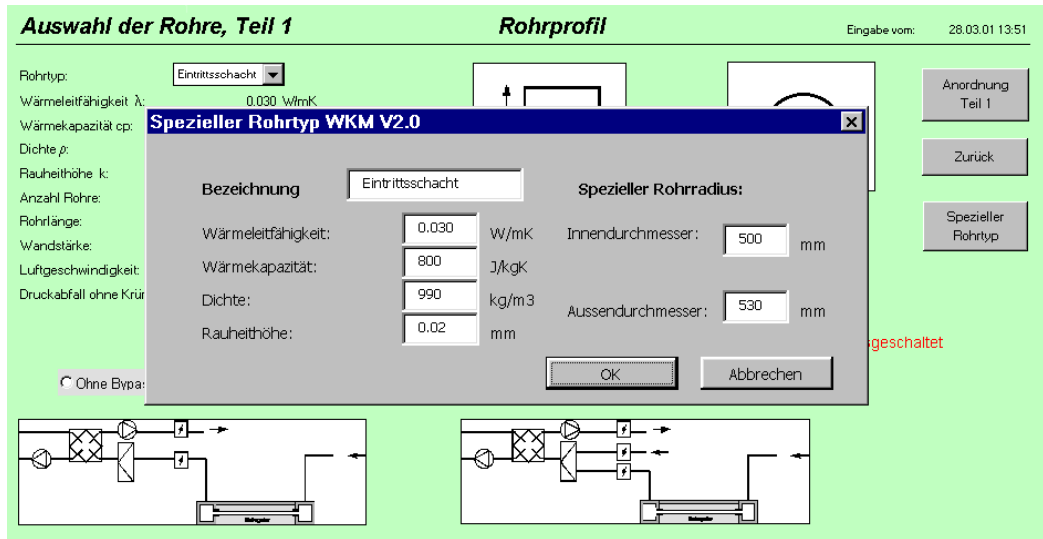 Auswahl der Rohre, Teil 1
Rohrprofil
Eingabe vom: 28.03.01 13:51
Rohrtyp: Eintrittsschacht
Wärmeleitfähigkeit λ: 0.030 W/mK
Wärmekapazität cp:
Dichte ρ:
Rauheithöhe k:
Anzahl Rohre:
Rohrlänge:
Wandstärke:
Luftgeschwindigkeit:
Druckabfall ohne Krür
Ohne Bypas
Anordnung
Teil 1
Zurück
Spezieller
Rohrtyp
sgeschaltet
Spezieller Rohrtyp WKM V2.0
Bezeichnung Eintrittsschacht
Wärmeleitfähigkeit: 0.030 W/mK
Wärmekapazität: 800 J/kgK
Dichte: 990 kg/m3
Rauheithöhe: 0.02 mm
Spezieller Rohrradius:
Innendurchmesser: 500 mm
Aussendurchmesser: 530 mm
OK
Abbrechen